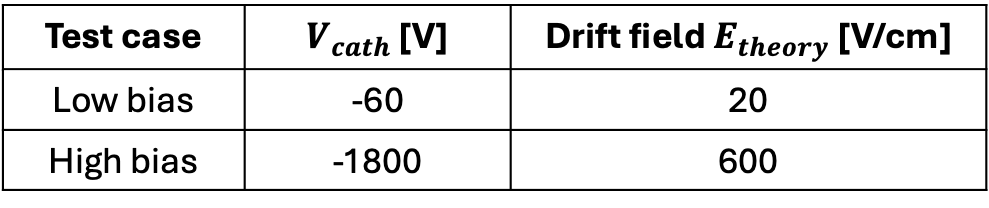 Test case V_cath [V] Drift field E_theory [V/cm]
Low bias -60 20
High bias -1800 600